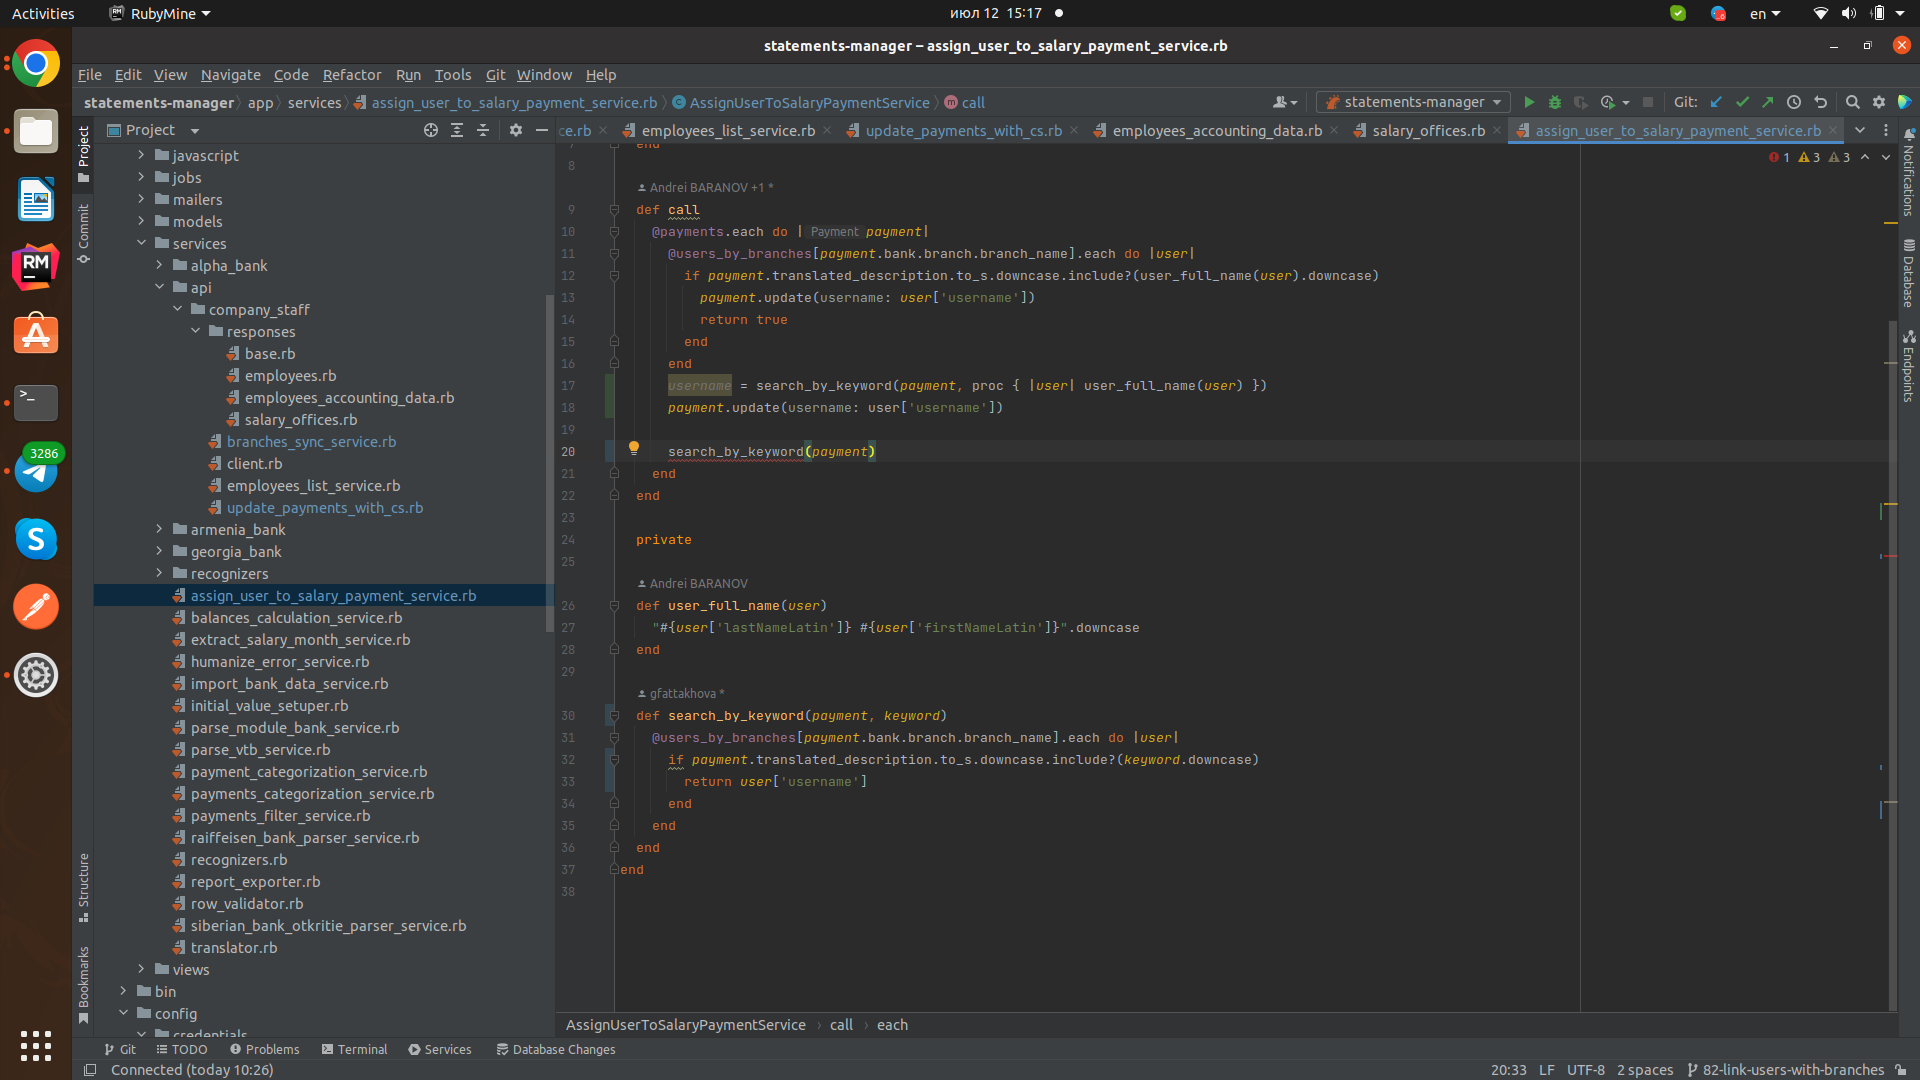 Activities
RubyMine
июл 12 15:17
en
statements-manager – assign_user_to_salary_payment_service.rb
File Edit View Navigate Code Refactor Run Tools Git Window Help
statements-manager app services assign_user_to_salary_payment_service.rb AssignUserToSalaryPaymentService call
statements-manager
Git:
Project
ce.rb
employees_list_service.rb
update_payments_with_cs.rb
employees_accounting_data.rb
salary_offices.rb
assign_user_to_salary_payment_service.rb
1 3 3
Project
Commit
Structure
Bookmarks
Notifications
Database
Endpoints
RM
>_
3286
S
javascript
jobs
mailers
models
services
alpha_bank
api
company_staff
responses
base.rb
employees.rb
employees_accounting_data.rb
salary_offices.rb
branches_sync_service.rb
client.rb
employees_list_service.rb
update_payments_with_cs.rb
armenia_bank
georgia_bank
recognizers
assign_user_to_salary_payment_service.rb
balances_calculation_service.rb
extract_salary_month_service.rb
humanize_error_service.rb
import_bank_data_service.rb
initial_value_setuper.rb
parse_module_bank_service.rb
parse_vtb_service.rb
payment_categorization_service.rb
payments_categorization_service.rb
payments_filter_service.rb
raiffeisen_bank_parser_service.rb
recognizers.rb
report_exporter.rb
row_validator.rb
siberian_bank_otkritie_parser_service.rb
translator.rb
views
bin
config
credentials
7 end
8
Andrei BARANOV +1 *
9 def call
10 @payments.each do | Payment payment|
11 @users_by_branches[payment.bank.branch.branch_name].each do |user|
12 if payment.translated_description.to_s.downcase.include?(user_full_name(user).downcase)
13 payment.update(username: user['username'])
14 return true
15 end
16 end
17 username = search_by_keyword(payment, proc { |user| user_full_name(user) })
18 payment.update(username: user['username'])
19
20 search_by_keyword(payment)
21 end
22 end
23
24 private
25
Andrei BARANOV
26 def user_full_name(user)
27 "#{user['lastNameLatin']} #{user['firstNameLatin']}".downcase
28 end
29
gfattakhova *
30 def search_by_keyword(payment, keyword)
31 @users_by_branches[payment.bank.branch.branch_name].each do |user|
32 if payment.translated_description.to_s.downcase.include?(keyword.downcase)
33 return user['username']
34 end
35 end
36 end
37 end
38
AssignUserToSalaryPaymentService › call › each
Git TODO Problems Terminal Services Database Changes
Connected (today 10:26)
20:33 LF UTF-8 2 spaces 82-link-users-with-branches